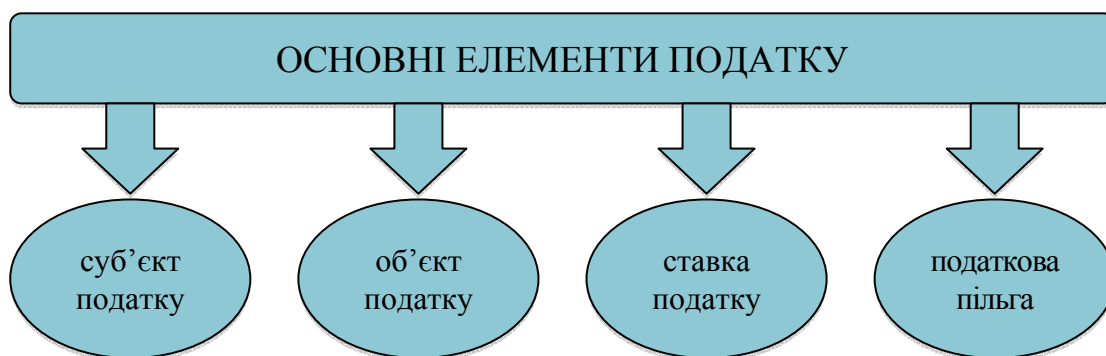 ОСНОВНІ ЕЛЕМЕНТИ ПОДАТКУ
суб’єкт
податку
об’єкт
податку
ставка
податку
податкова
пільга